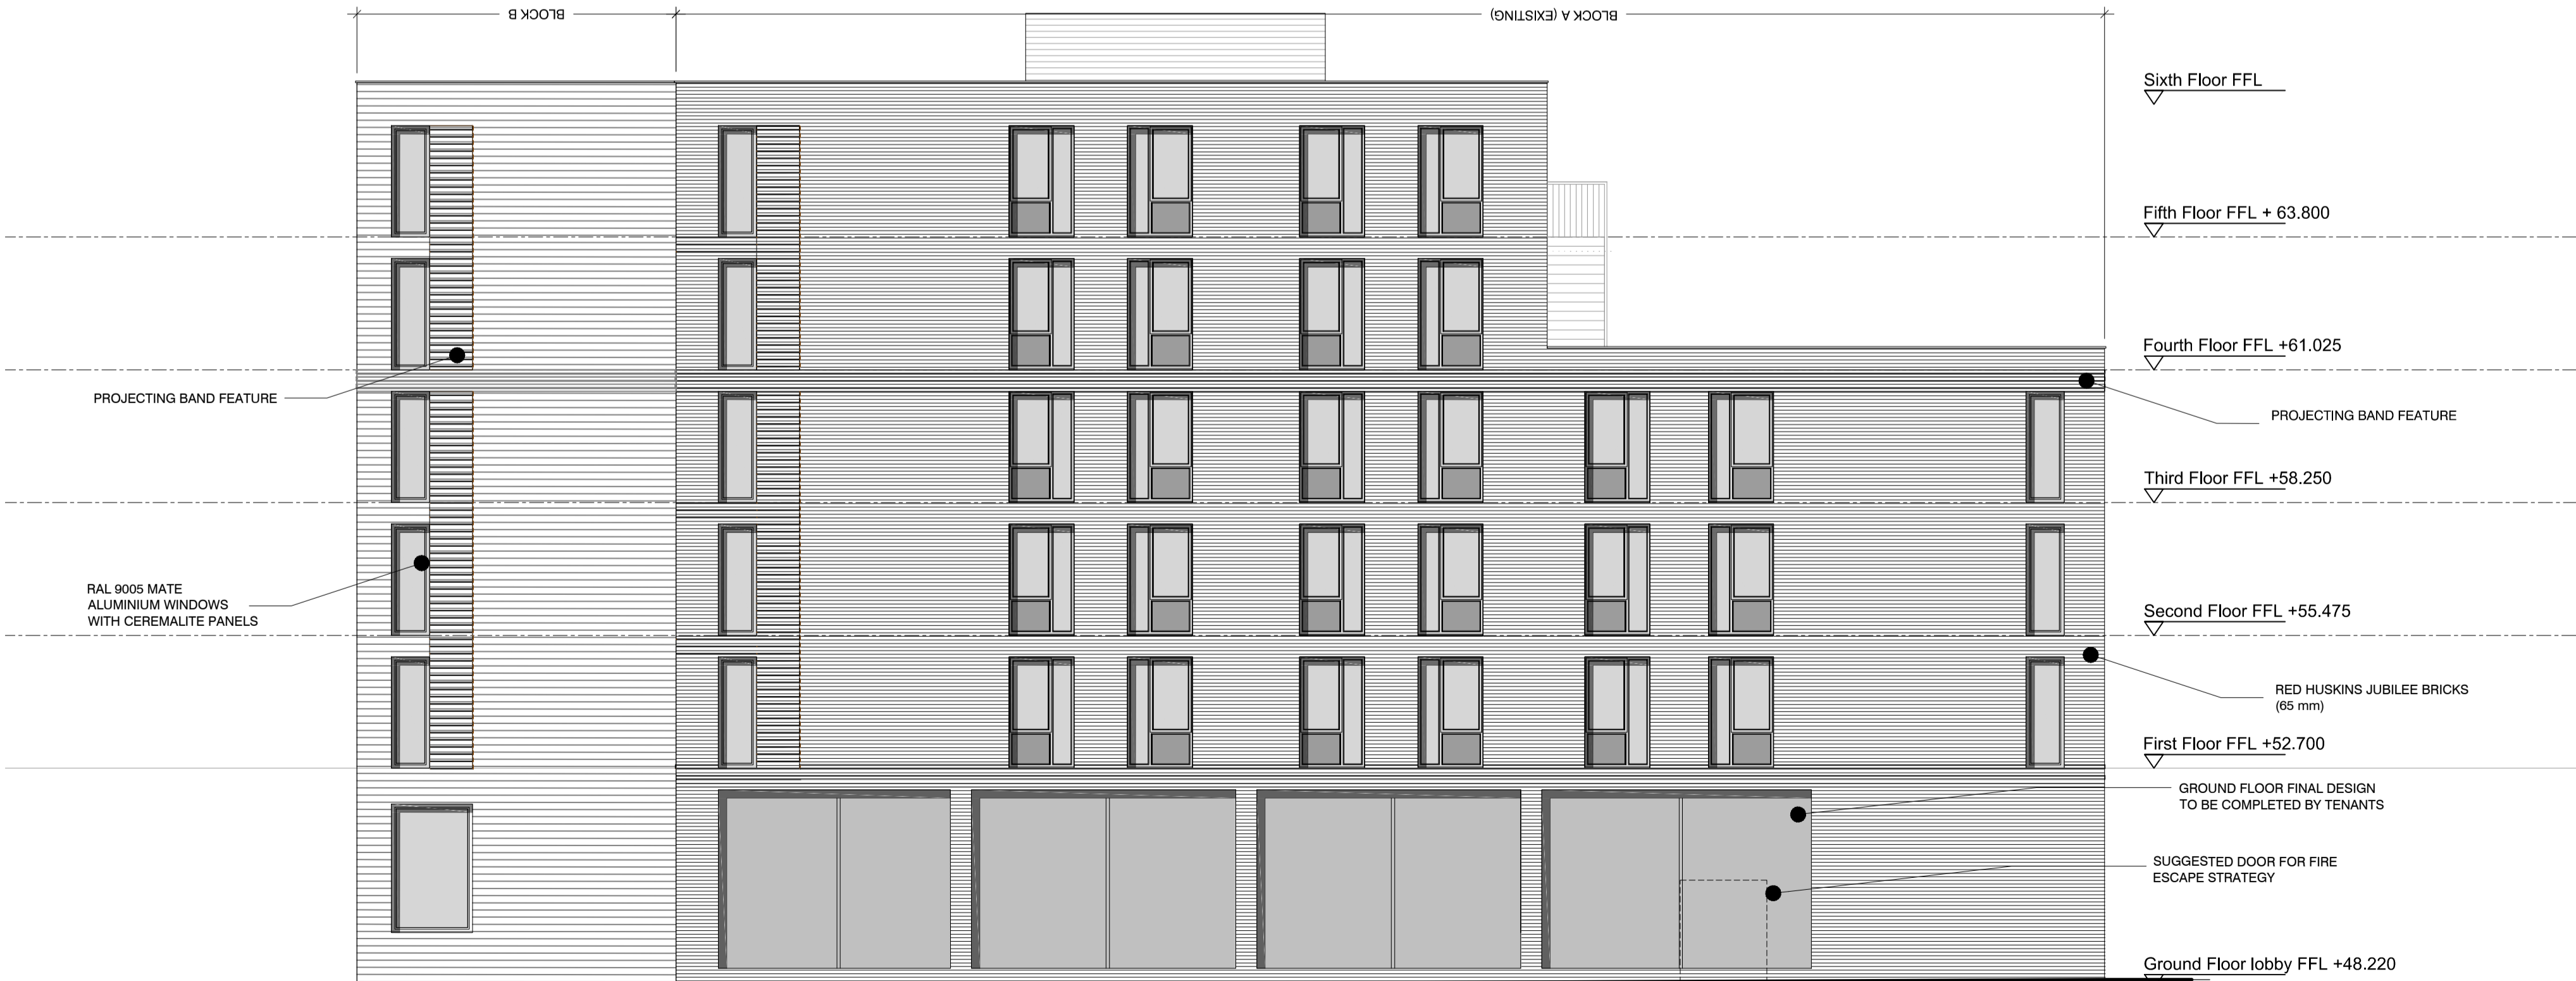 BLOCK B
BLOCK A (EXISTING)
Sixth Floor FFL
Fifth Floor FFL + 63.800
Fourth Floor FFL +61.025
PROJECTING BAND FEATURE
PROJECTING BAND FEATURE
Third Floor FFL +58.250
RAL 9005 MATE
ALUMINIUM WINDOWS
WITH CEREMALITE PANELS
Second Floor FFL +55.475
RED HUSKINS JUBILEE BRICKS
(65 mm)
First Floor FFL +52.700
GROUND FLOOR FINAL DESIGN
TO BE COMPLETED BY TENANTS
SUGGESTED DOOR FOR FIRE
ESCAPE STRATEGY
Ground Floor lobby FFL +48.220